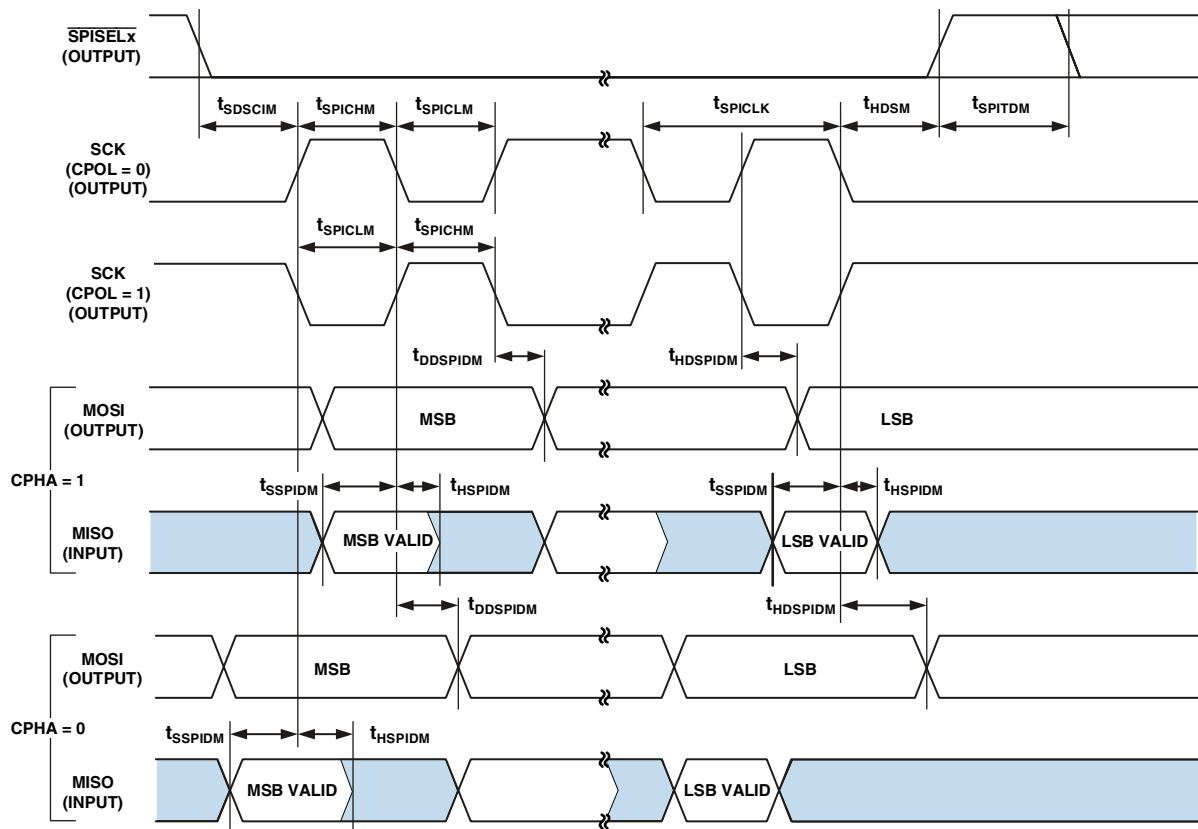 SPISELx
(OUTPUT)
tSDSCIM tSPICHM tSPICLM tSPICLK tHDSM tSPITDM
SCK
(CPOL = 0)
(OUTPUT)
tSPICLM tSPICHM
SCK
(CPOL = 1)
(OUTPUT)
tDDSPIDM tHDSPIDM
MOSI
(OUTPUT)
MSB LSB
CPHA = 1
tSSPIDM tHSPIDM tSSPIDM tHSPIDM
MISO
(INPUT)
MSB VALID LSB VALID
tDDSPIDM tHDSPIDM
MOSI
(OUTPUT)
MSB LSB
CPHA = 0
tSSPIDM tHSPIDM
MISO
(INPUT)
MSB VALID LSB VALID